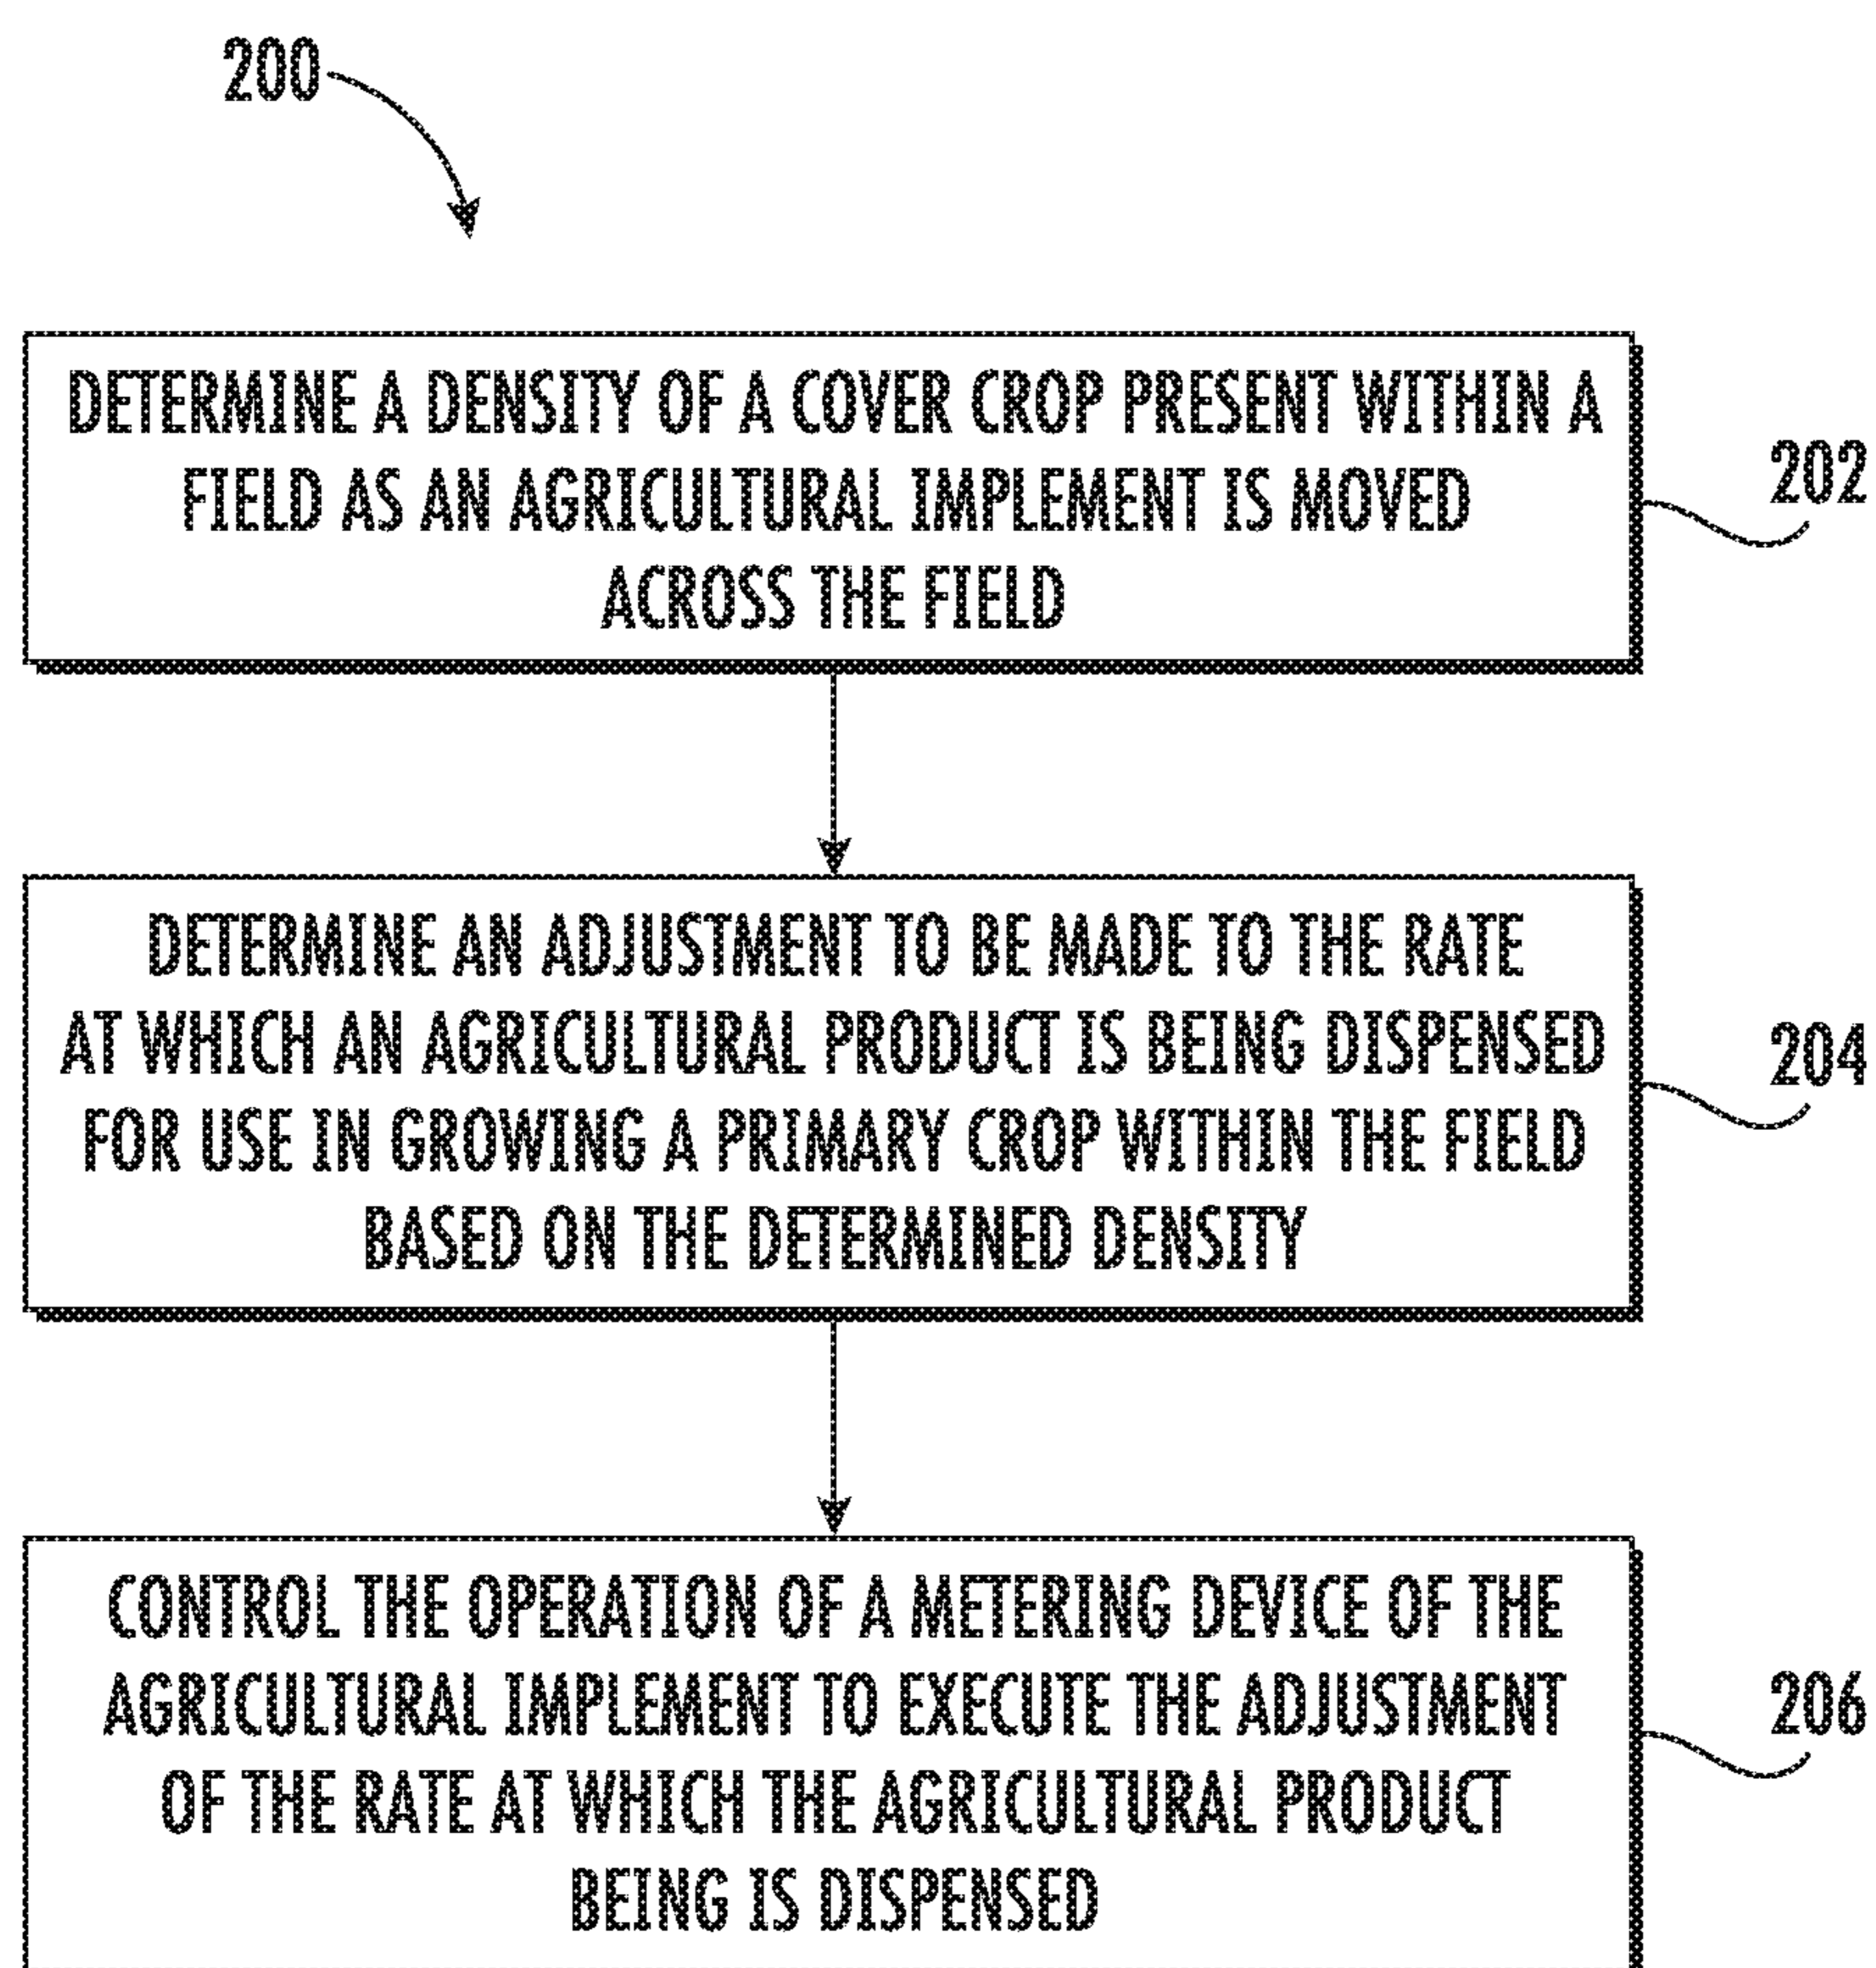 200
DETERMINE A DENSITY OF A COVER CROP PRESENT WITHIN A
FIELD AS AN AGRICULTURAL IMPLEMENT IS MOVED
ACROSS THE FIELD
202
DETERMINE AN ADJUSTMENT TO BE MADE TO THE RATE
AT WHICH AN AGRICULTURAL PRODUCT IS BEING DISPENSED
FOR USE IN GROWING A PRIMARY CROP WITHIN THE FIELD
BASED ON THE DETERMINED DENSITY
204
CONTROL THE OPERATION OF A METERING DEVICE OF THE
AGRICULTURAL IMPLEMENT TO EXECUTE THE ADJUSTMENT
OF THE RATE AT WHICH THE AGRICULTURAL PRODUCT
BEING IS DISPENSED
206